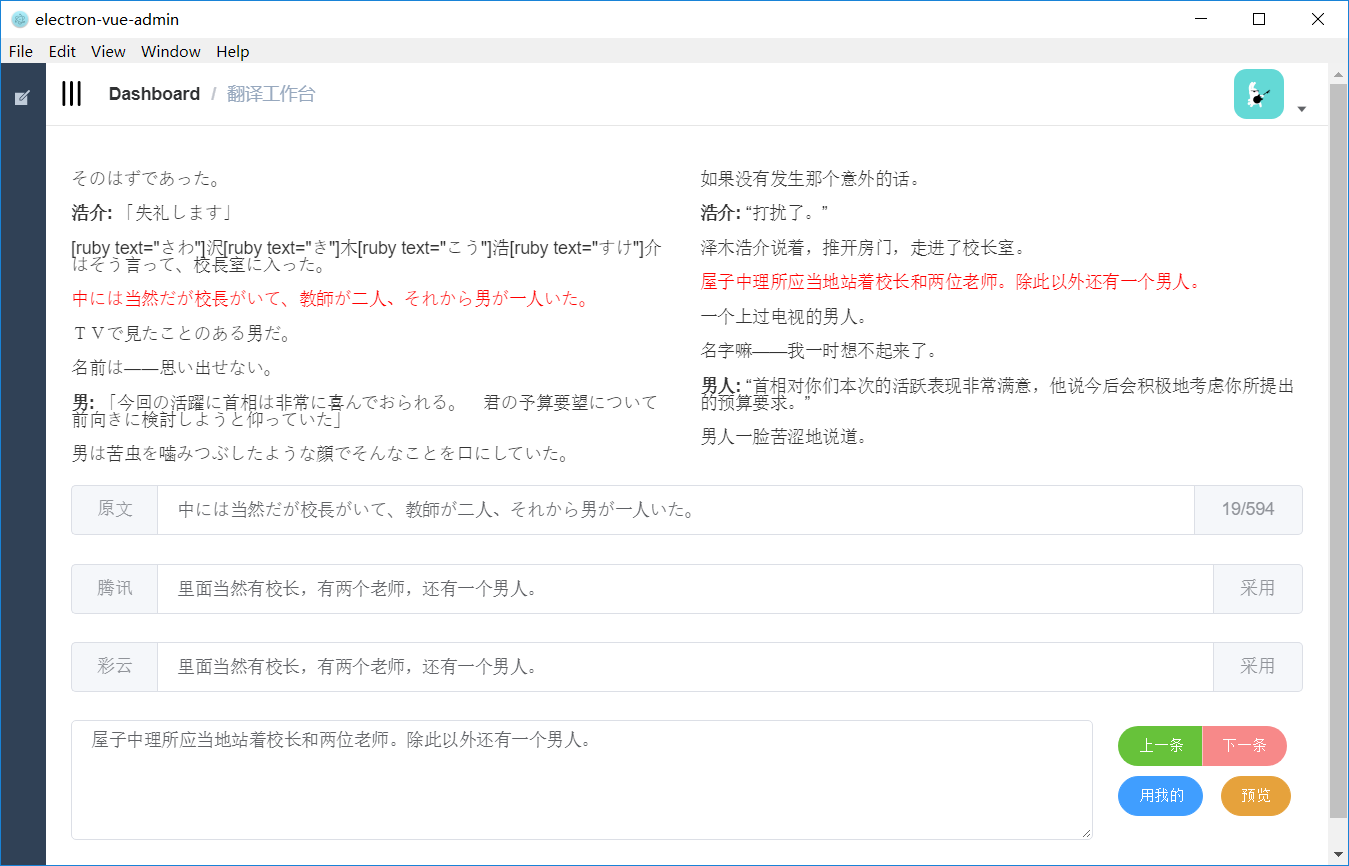 electron-vue-admin
File Edit View Window Help
Dashboard / 翻译工作台
そのはずであった。
浩介: 「失礼します」
[ruby text="さわ"]沢[ruby text="き"]木[ruby text="こう"]浩[ruby text="すけ"]介
はそう言って、校長室に入った。
中には当然だが校長がいて、教師が二人、それから男が一人いた。
ＴＶで見たことのある男だ。
名前は——思い出せない。
男: 「今回の活躍に首相は非常に喜んでおられる。　君の予算要望について
前向きに検討しようと仰っていた」
男は苦虫を噛みつぶしたような顔でそんなことを口にしていた。
如果没有发生那个意外的话。
浩介: “打扰了。”
泽木浩介说着，推开房门，走进了校长室。
屋子中理所应当地站着校长和两位老师。除此以外还有一个男人。
一个上过电视的男人。
名字嘛——我一时想不起来了。
男人: “首相对你们本次的活跃表现非常满意，他说今后会积极地考虑你所提出
的预算要求。”
男人一脸苦涩地说道。
原文 中には当然だが校長がいて、教師が二人、それから男が一人いた。 19/594
腾讯 里面当然有校长，有两个老师，还有一个男人。 采用
彩云 里面当然有校长，有两个老师，还有一个男人。 采用
屋子中理所应当地站着校长和两位老师。除此以外还有一个男人。
上一条 下一条
用我的 预览